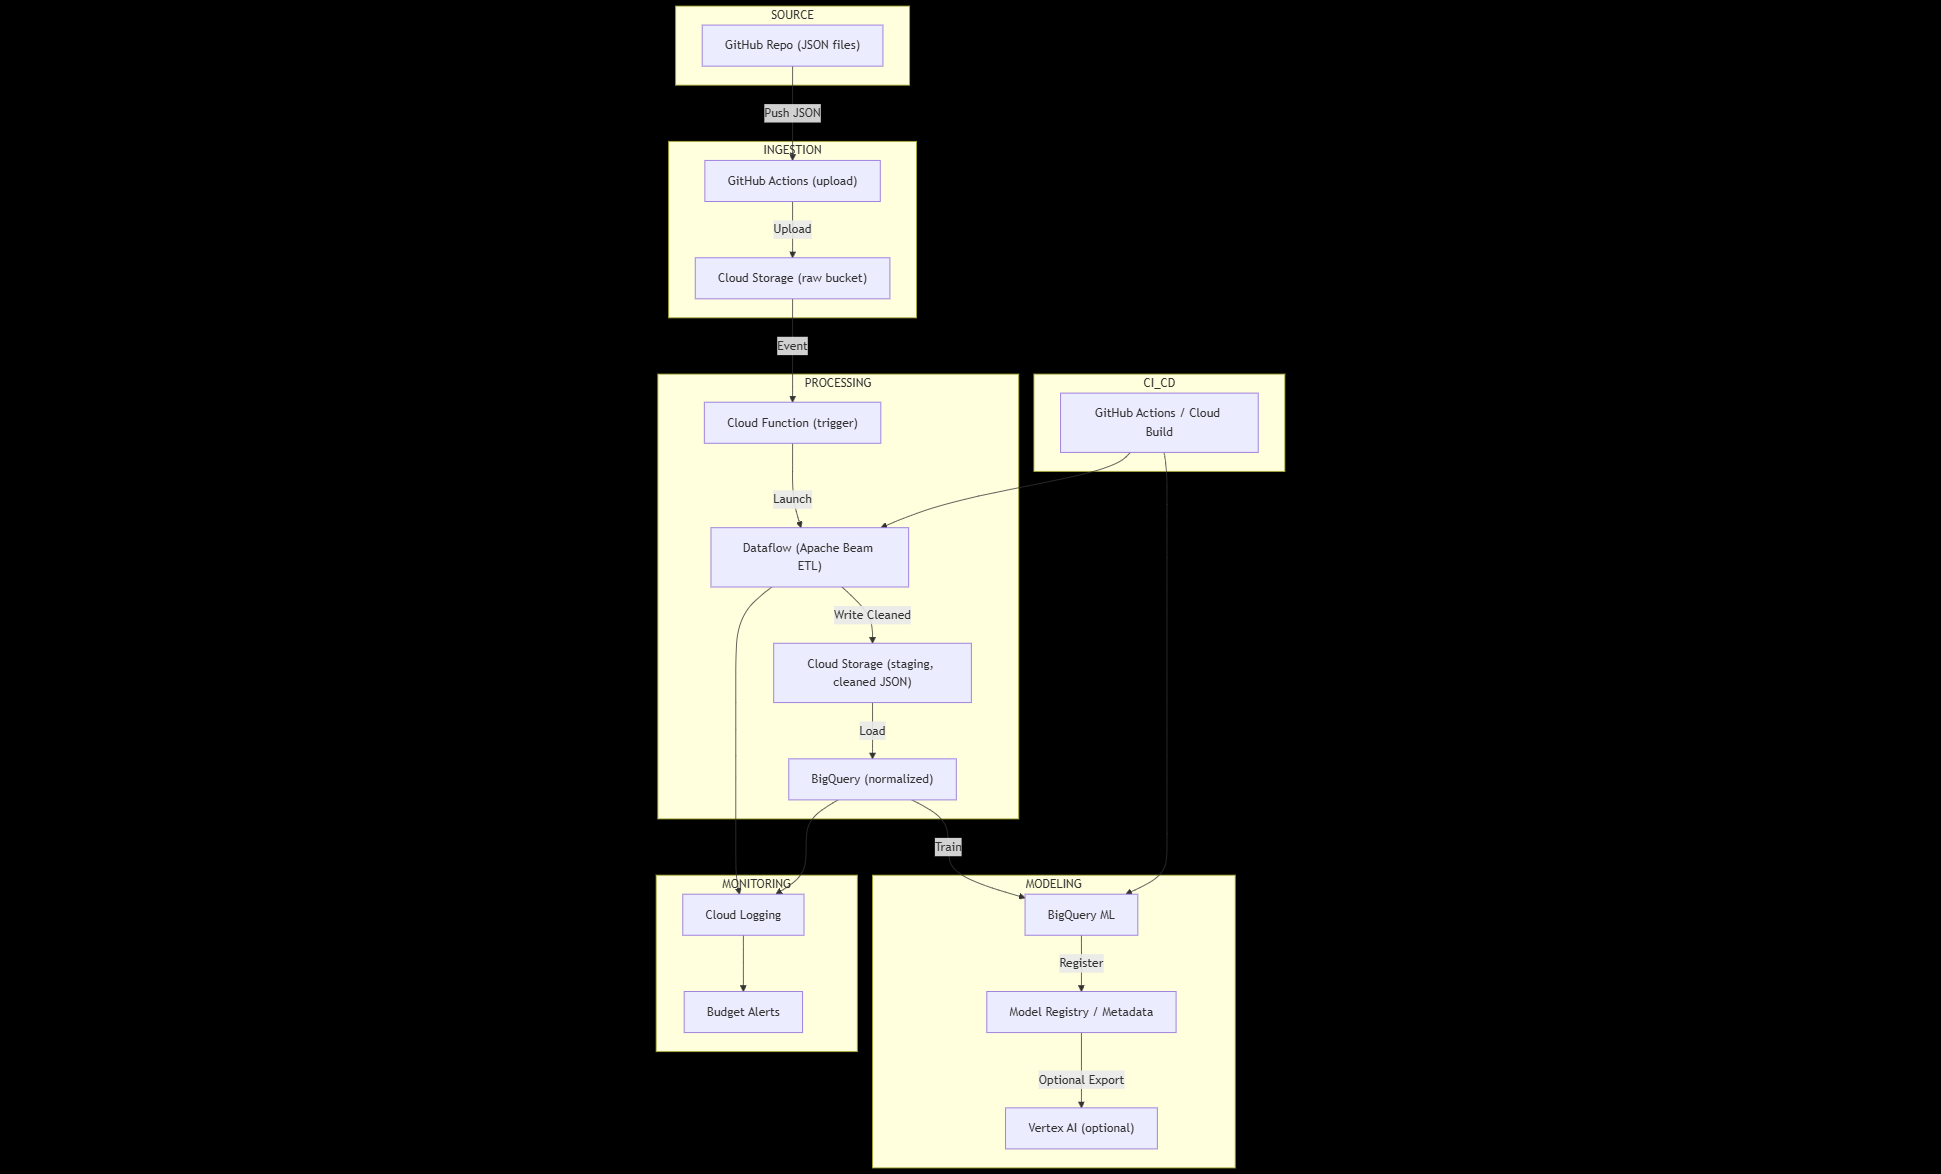 SOURCE
GitHub Repo (JSON files)
Push JSON
INGESTION
GitHub Actions (upload)
Upload
Cloud Storage (raw bucket)
Event
PROCESSING
Cloud Function (trigger)
Launch
Dataflow (Apache Beam
ETL)
Write Cleaned
Cloud Storage (staging,
cleaned JSON)
Load
BigQuery (normalized)
CI_CD
GitHub Actions / Cloud
Build
Train
MONITORING
Cloud Logging
Budget Alerts
MODELING
BigQuery ML
Register
Model Registry / Metadata
Optional Export
Vertex AI (optional)